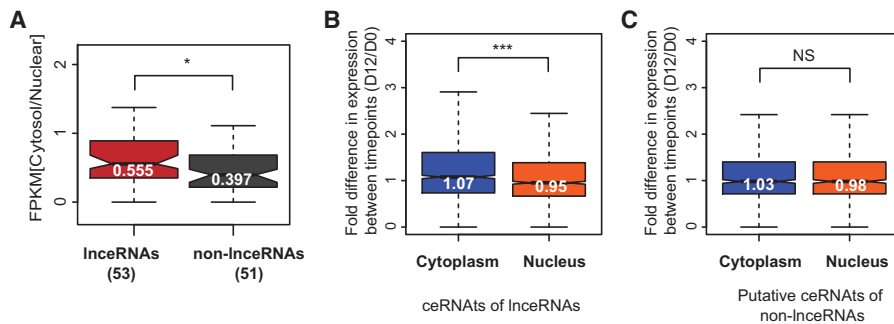 A
FPKM[Cytosol/Nuclear]
2
1
0
*
0.555
0.397
lnceRNAs
(53)
non-lnceRNAs
(51)
B
Fold difference in expression
between timepoints (D12/D0)
4
3
2
1
0
***
1.07
0.95
Cytoplasm
Nucleus
ceRNAts of lnceRNAs
C
Fold difference in expression
between timepoints (D12/D0)
4
3
2
1
0
NS
1.03
0.98
Cytoplasm
Nucleus
Putative ceRNAts of
non-lnceRNAs